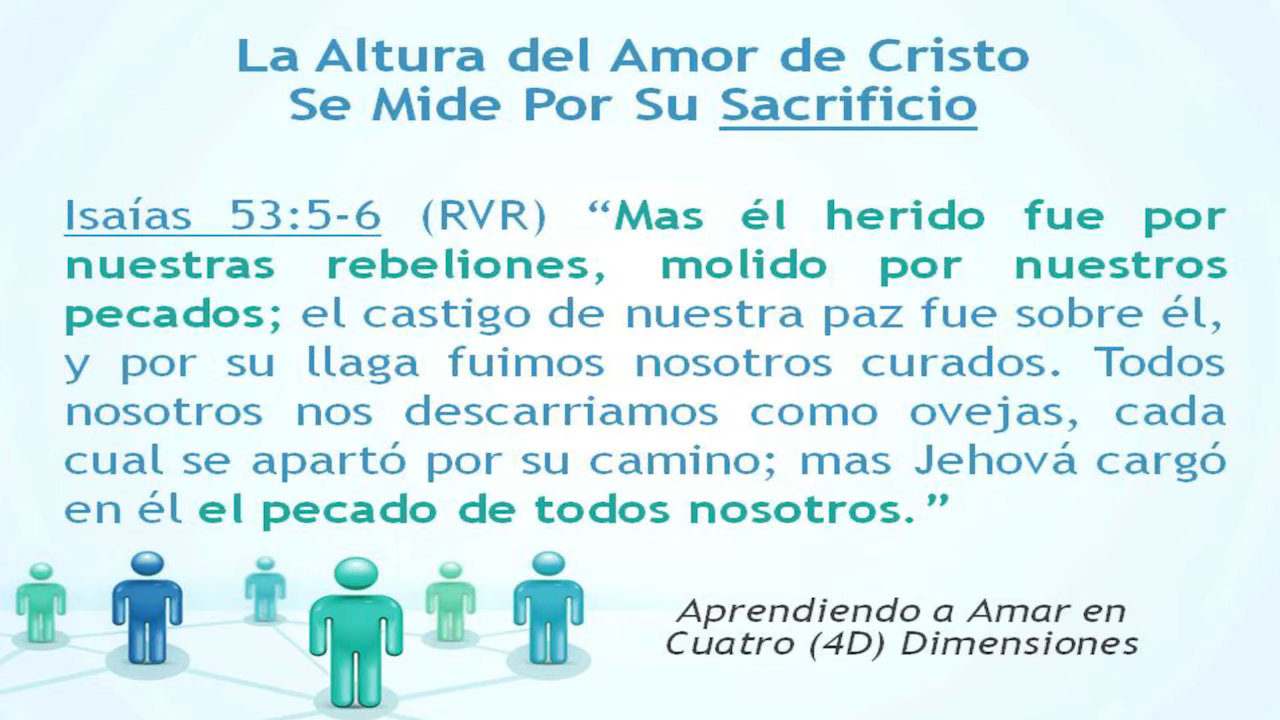 La Altura del Amor de Cristo
Se Mide Por Su Sacrificio
Isaías 53:5-6 (RVR) “Mas él herido fue por
nuestras rebeliones, molido por nuestros
pecados; el castigo de nuestra paz fue sobre él,
y por su llaga fuimos nosotros curados. Todos
nosotros nos descarriamos como ovejas, cada
cual se apartó por su camino; mas Jehová cargó
en él el pecado de todos nosotros.”
Aprendiendo a Amar en
Cuatro (4D) Dimensiones